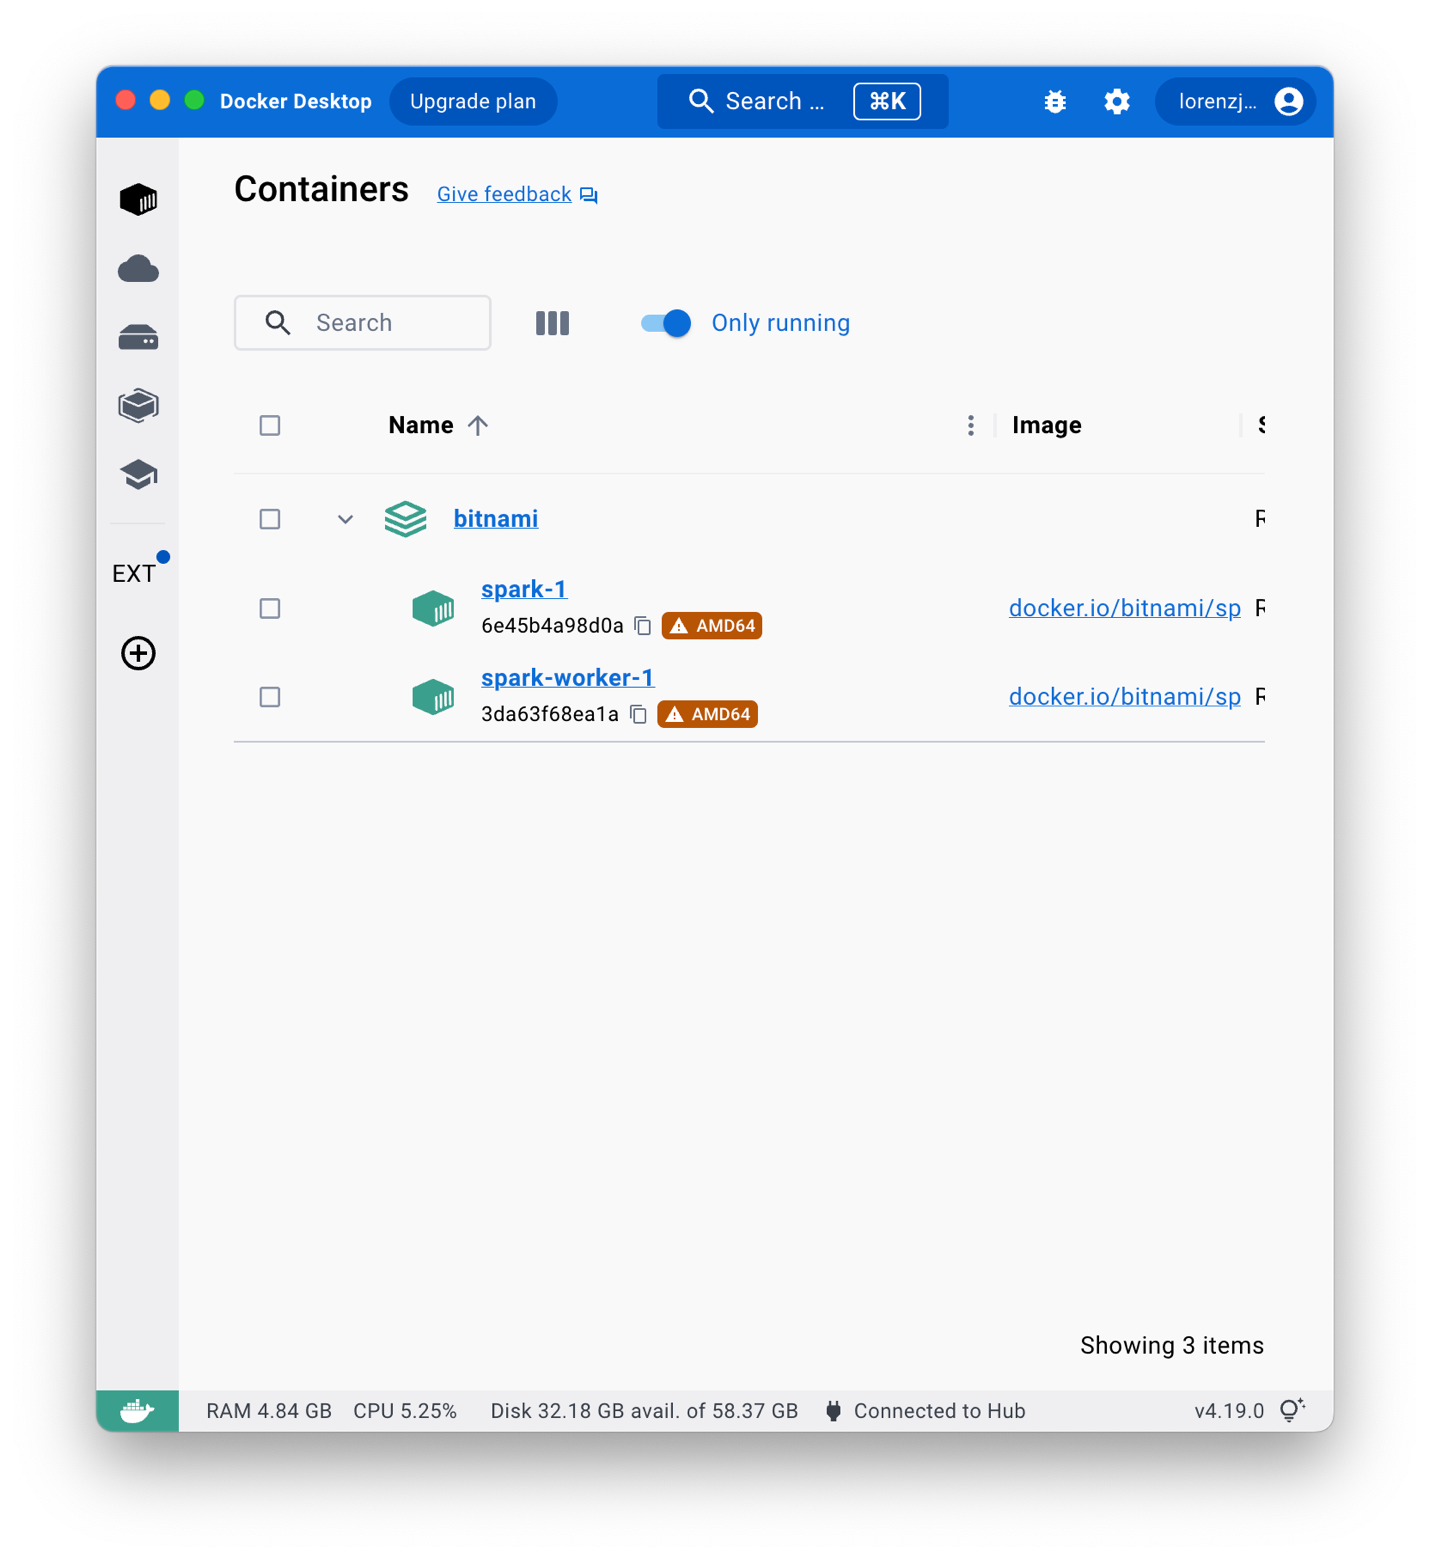 Docker Desktop Upgrade plan Search ... ⌘K lorenzj...
Containers Give feedback
Search Only running
Name Image
bitnami
spark-1
6e45b4a98d0a AMD64 docker.io/bitnami/sp
spark-worker-1
3da63f68ea1a AMD64 docker.io/bitnami/sp
EXT
Showing 3 items
RAM 4.84 GB CPU 5.25% Disk 32.18 GB avail. of 58.37 GB Connected to Hub v4.19.0